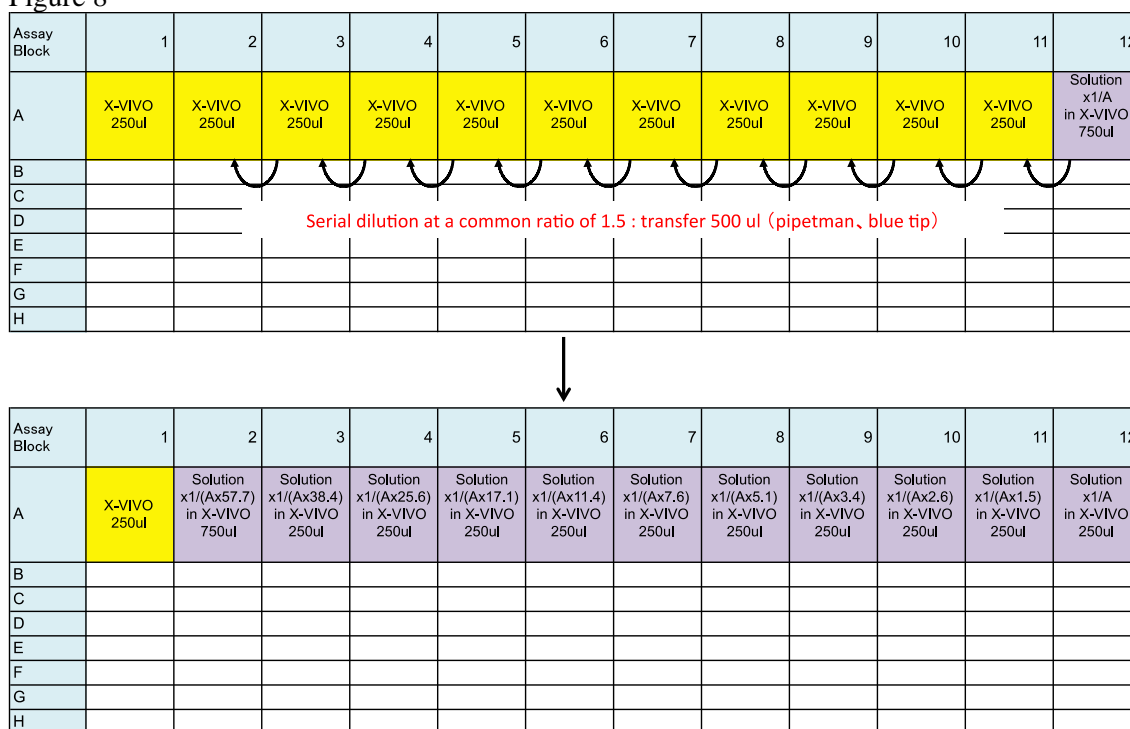 Figure 8
Assay Block 1 2 3 4 5 6 7 8 9 10 11 12
A X-VIVO 250ul X-VIVO 250ul X-VIVO 250ul X-VIVO 250ul X-VIVO 250ul X-VIVO 250ul X-VIVO 250ul X-VIVO 250ul X-VIVO 250ul X-VIVO 250ul X-VIVO 250ul Solution x1/A in X-VIVO 750ul
B
C
D
Serial dilution at a common ratio of 1.5 : transfer 500 ul (pipetman、blue tip)
E
F
G
H
Assay Block 1 2 3 4 5 6 7 8 9 10 11 12
A X-VIVO 250ul Solution x1/(Ax57.7) in X-VIVO 750ul Solution x1/(Ax38.4) in X-VIVO 250ul Solution x1/(Ax25.6) in X-VIVO 250ul Solution x1/(Ax17.1) in X-VIVO 250ul Solution x1/(Ax11.4) in X-VIVO 250ul Solution x1/(Ax7.6) in X-VIVO 250ul Solution x1/(Ax5.1) in X-VIVO 250ul Solution x1/(Ax3.4) in X-VIVO 250ul Solution x1/(Ax2.6) in X-VIVO 250ul Solution x1/(Ax1.5) in X-VIVO 250ul Solution x1/A in X-VIVO 250ul
B
C
D
E
F
G
H